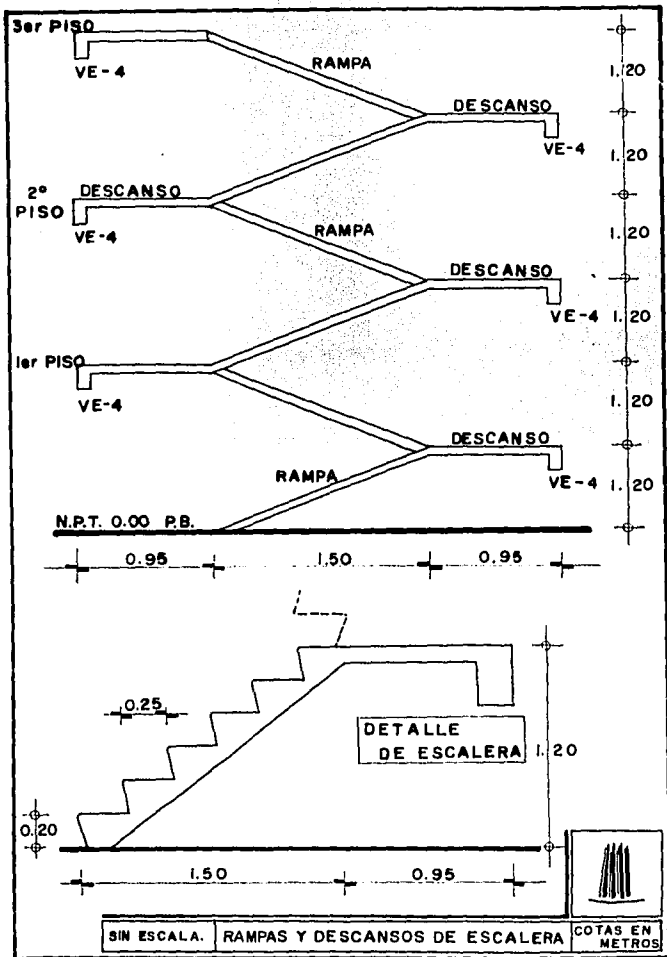 3er PISO
RAMPA
VE-4
1.20
DESCANSO
VE-4
1.20
2°
PISO
DESCANSO
VE-4
RAMPA
1.20
DESCANSO
VE-4
1.20
1er PISO
VE-4
1.20
DESCANSO
RAMPA
VE-4
1.20
N.P.T. 0.00 P.B.
0.95
1.50
0.95
0.25
DETALLE
DE ESCALERA
1.20
0.20
1.50
0.95
SIN ESCALA.
RAMPAS Y DESCANSOS DE ESCALERA
COTAS EN
METROS